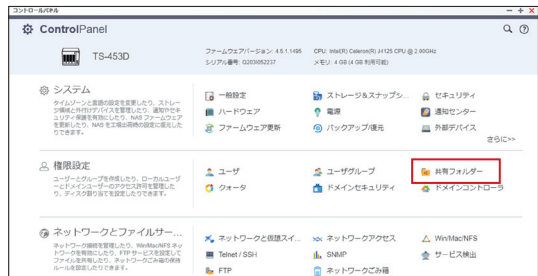 コントロールパネル
ControlPanel
TS-453D
ファームウェアバージョン: 4.5.1.1495 CPU: Intel(R) Celeron(R) J4125 CPU @ 2.00GHz
シリアル番号: Q203I052237 メモリ: 4 GB (4 GB 利用可能)
システム
タイムゾーンと言語の設定を変更したり、ストレージ領域と外付けデバイスを管理したり、通知やセキュリティ保護を有効にしたり、NAS ファームウェアを更新したり、NAS を工場出荷時の設定に復元したりできます。
一般設定 ストレージ&スナップシ... セキュリティ
ハードウェア 電源 通知センター
ファームウェア更新 バックアップ/復元 外部デバイス
さらに>>
権限設定
ユーザーとグループを作成したり、ローカルユーザーとドメインユーザーのアクセス許可を管理したり、ディスク割り当てを設定したりできます。
ユーザ ユーザグループ 共有フォルダー
クォータ ドメインセキュリティ ドメインコントローラ
ネットワークとファイルサー...
ネットワーク接続を管理したり、Win/Mac/NFS ネットワークを有効にしたり、FTP サービスを設定してファイルを共有したり、ネットワークごみ箱の保持ルールを設定したりできます。
ネットワークと仮想スイ... ネットワークアクセス Win/Mac/NFS
Telnet / SSH SNMP サービス検出
FTP ネットワークごみ箱